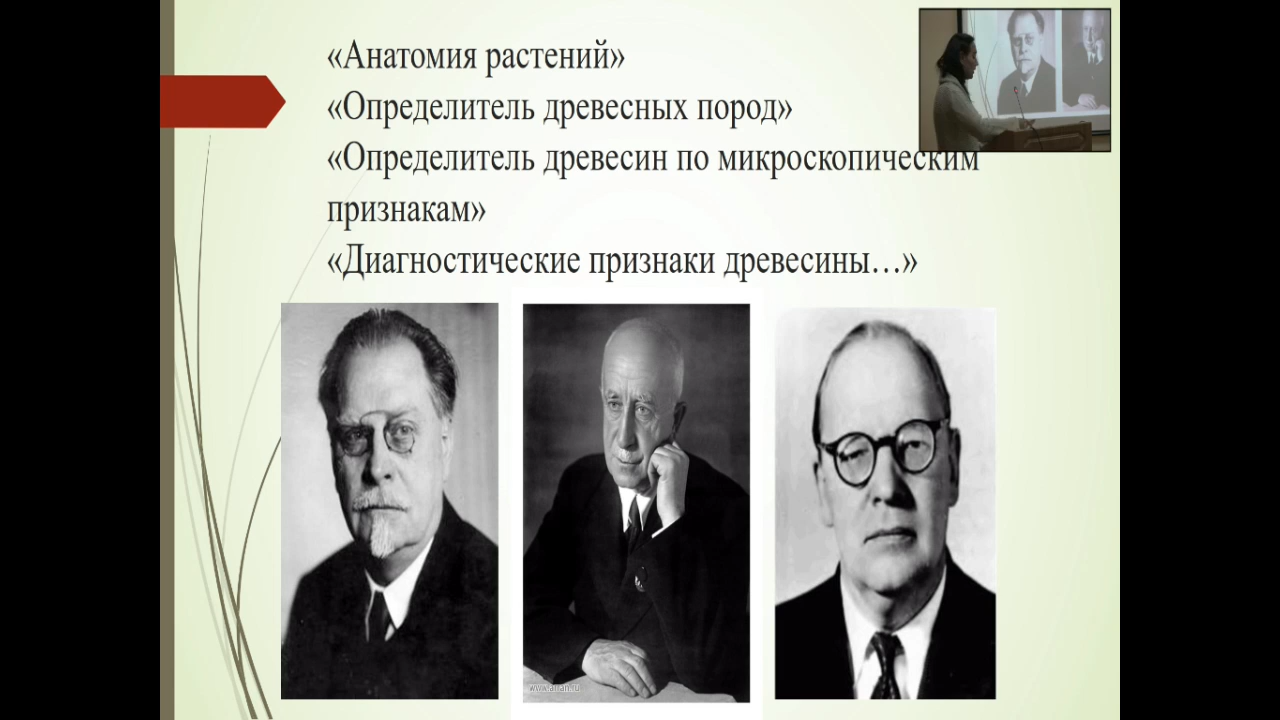 «Анатомия растений»
«Определитель древесных пород»
«Определитель древесин по микроскопическим
признакам»
«Диагностические признаки древесины…»